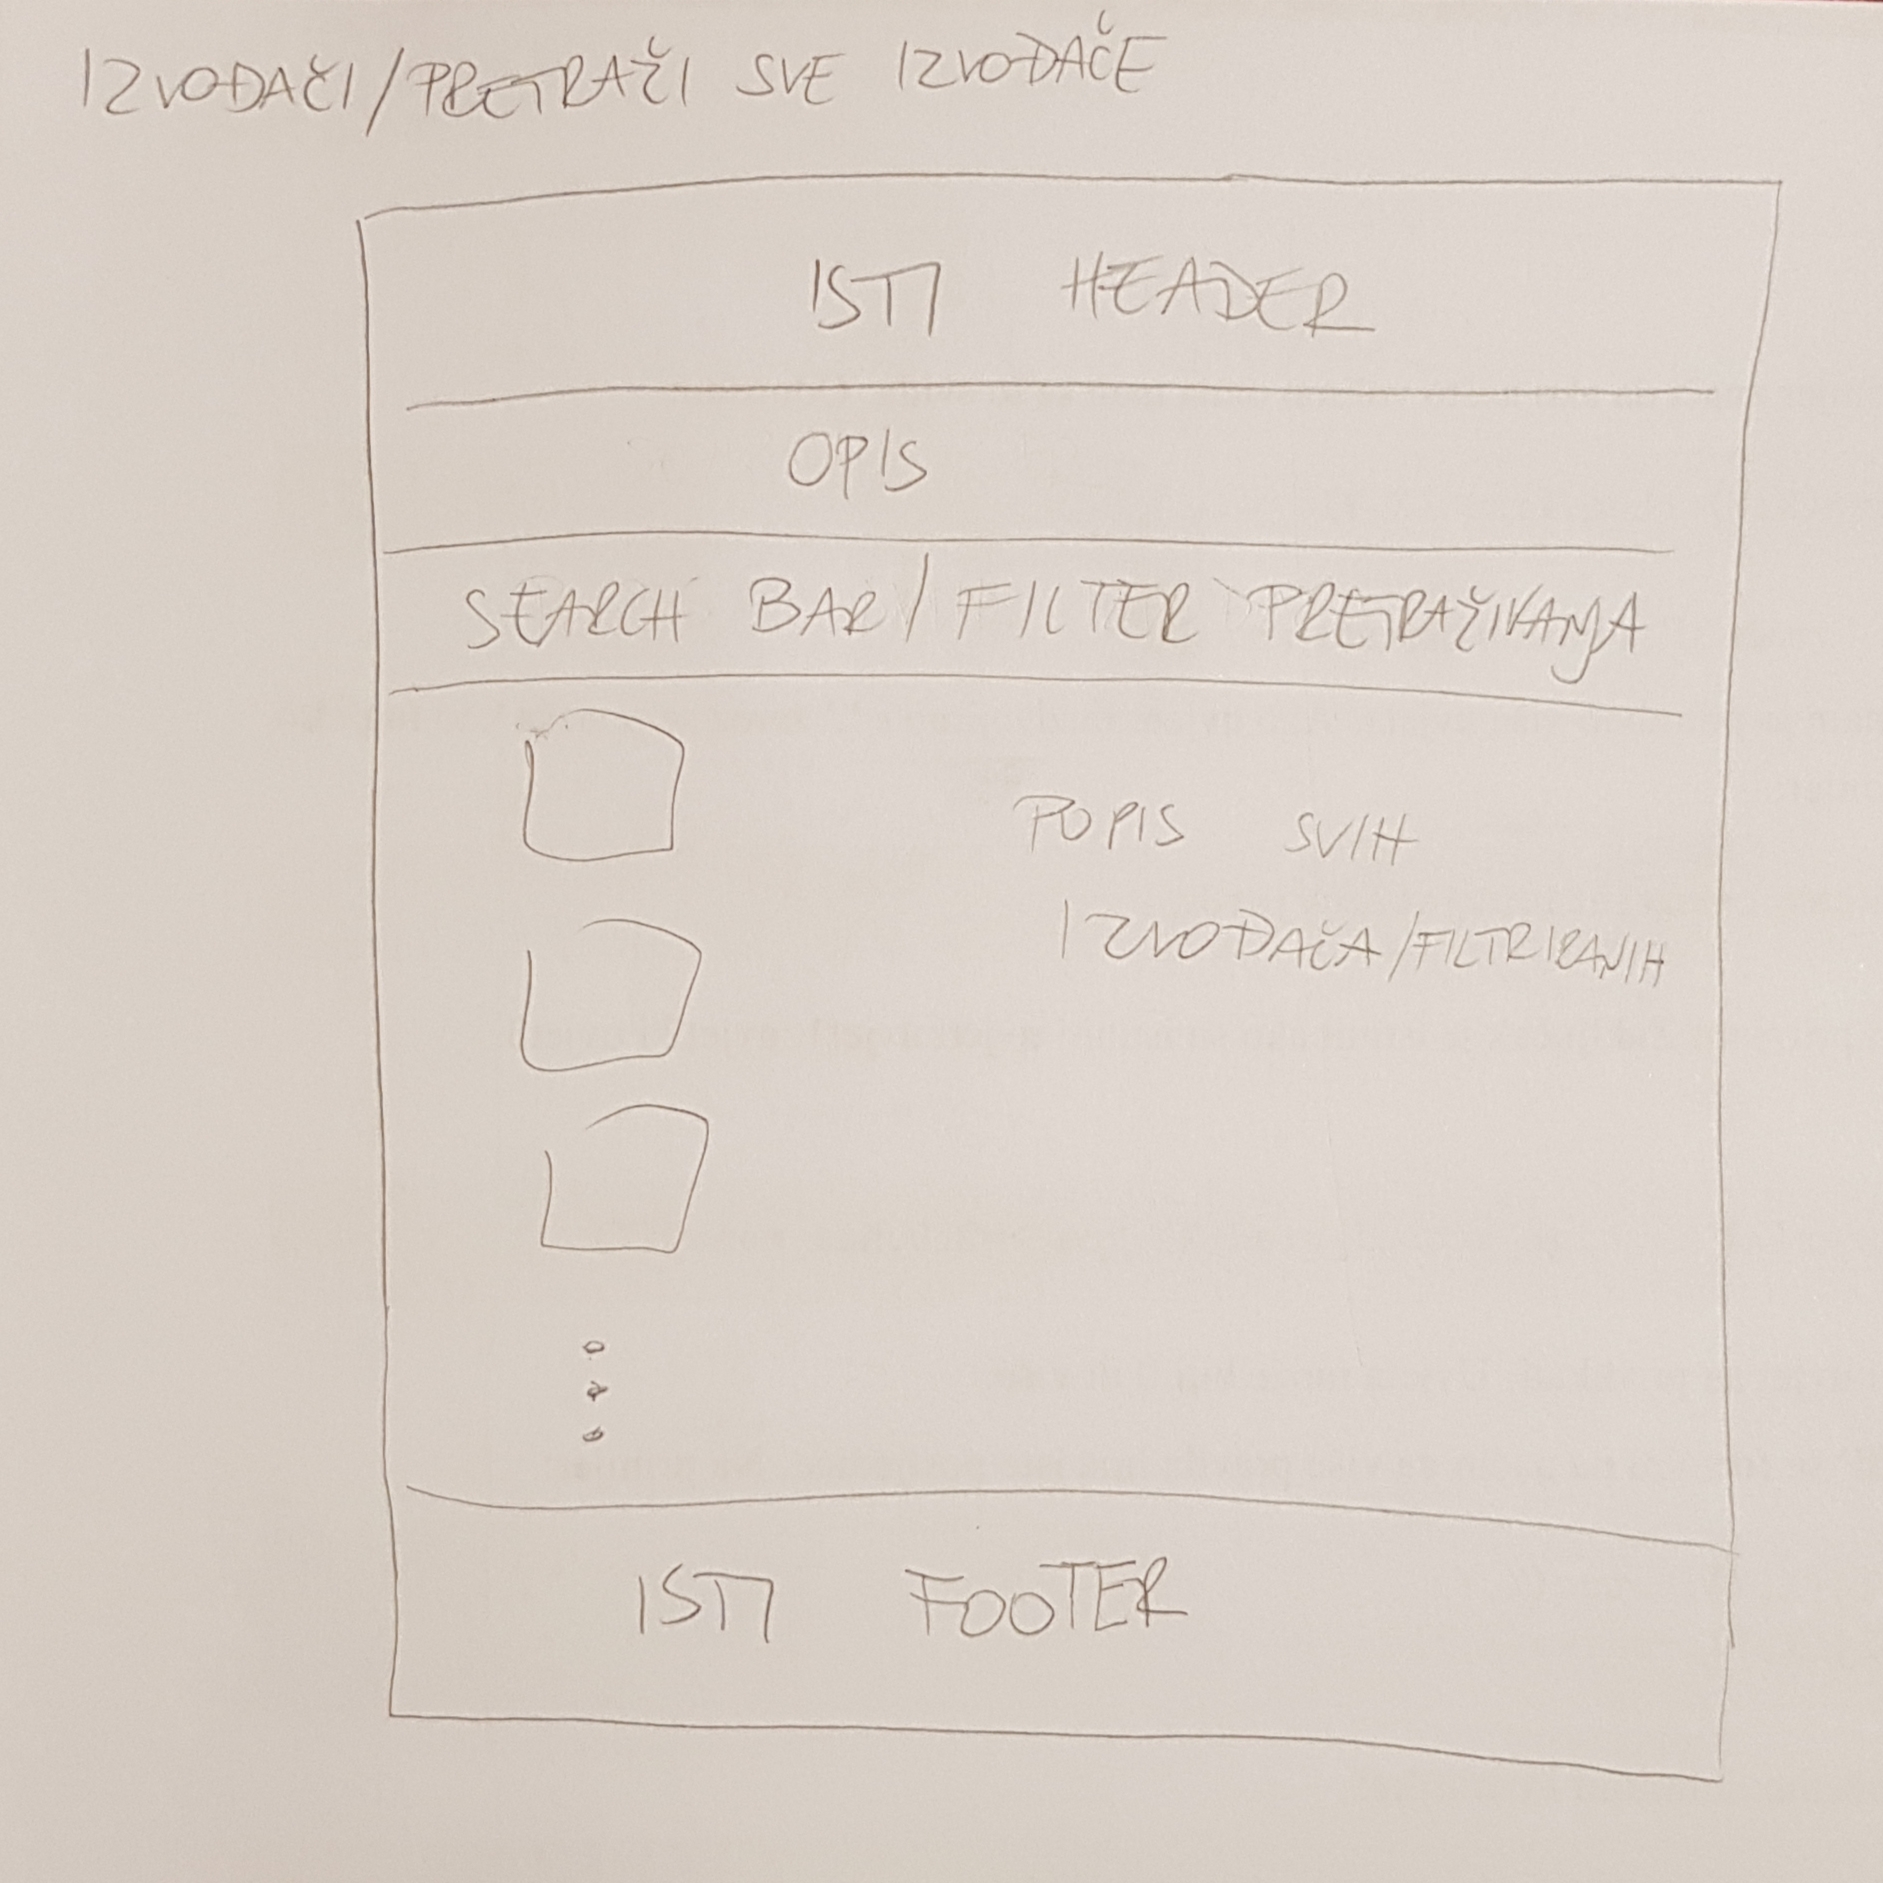 IZVOĐAČI/PRETRAŽI SVE IZVOĐAČE
ISTI HEADER
OPIS
SEARCH BAR/FILTER PRETRAŽIVANJA
POPIS SVIH
IZVOĐAČA/FILTRIRANIH
ISTI FOOTER